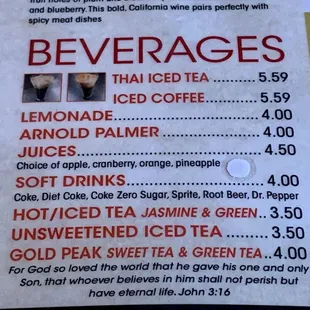 fruit notes of plum and
and blueberry This bold, California wine pairs perfectly with
spicy meat dishes
BEVERAGES
THAI ICED TEA .......... 5.59
ICED COFFEE............ 5.59
LEMONADE........................... 4.00
ARNOLD PALMER ..................... 4.00
JUICES................................ 4.50
Choice of apple, cranberry, orange, pineapple
SOFT DRINKS......................... 4.00
Coke, Diet Coke, Coke Zero Sugar, Sprite, Root Beer, Dr. Pepper
HOT/ICED TEA JASMINE & GREEN.. 3.50
UNSWEETENED ICED TEA ........... 3.50
GOLD PEAK SWEET TEA & GREEN TEA..4.00
For God so loved the world that he gave his one and only
Son, that whoever believes in him shall not perish but
have eternal life. John 3:16